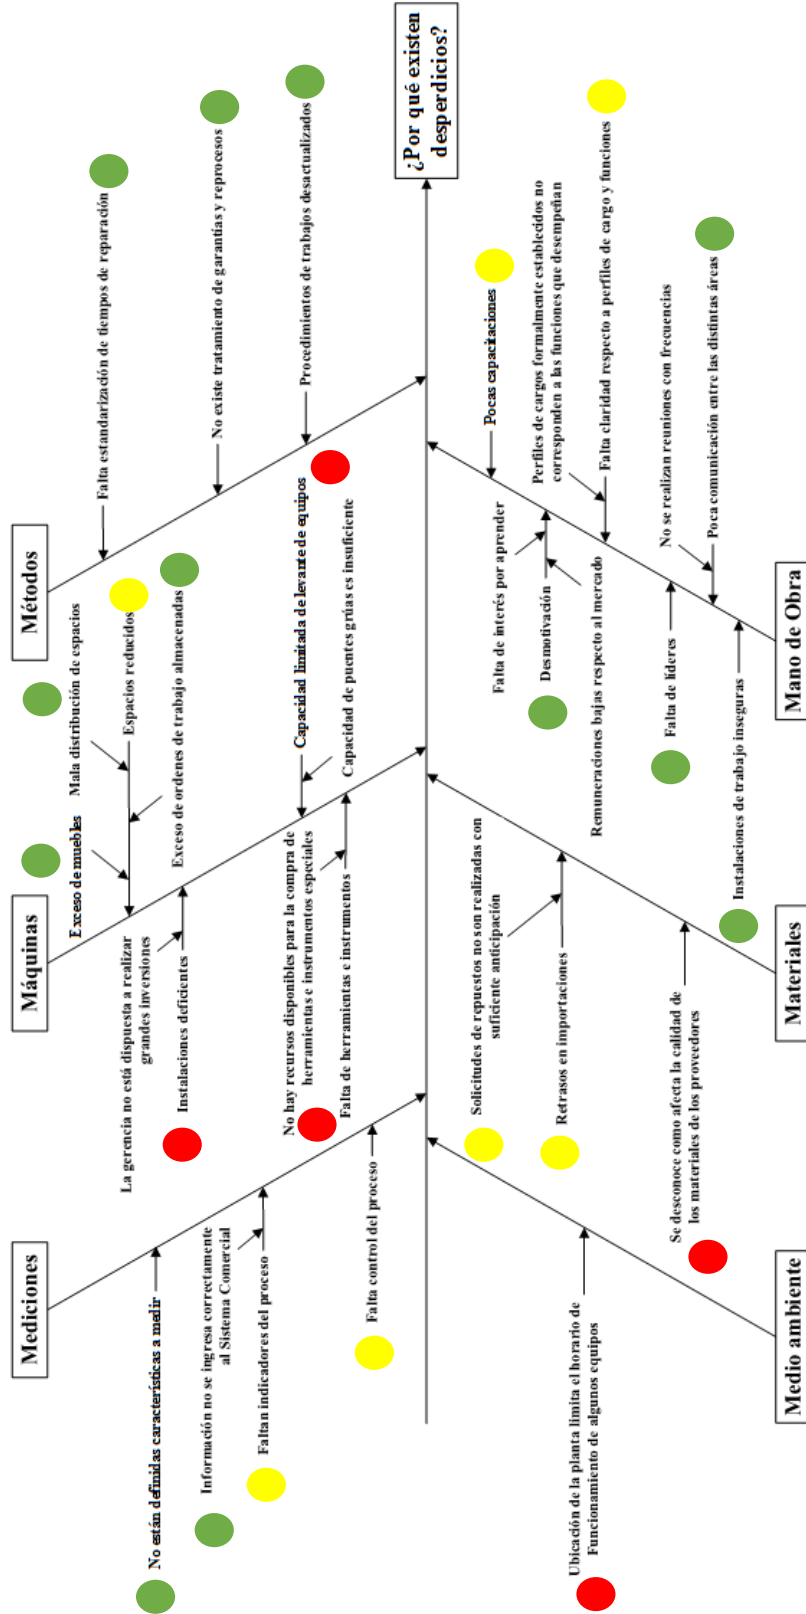 Mediciones
No están definidas características a medir
Información no se ingresa correctamente
al Sistema Comercial
Faltan indicadores del proceso
Falta control del proceso
Máquinas
Exceso de muebles
Mala distribución de espacios
Espacios reducidos
Exceso de ordenes de trabajo almacenadas
La gerencia no está dispuesta a realizar
grandes inversiones
Instalaciones deficientes
Capacidad limitada de levante de equipos
Capacidad de puentes grúas es insuficiente
No hay recursos disponibles para la compra de
herramientas e instrumentos especiales
Falta de herramientas e instrumentos
Métodos
Falta estandarización de tiempos de reparación
No existe tratamiento de garantías y reprocesos
Procedimientos de trabajos desactualizados
¿Por qué existen
desperdicios?
Ubicación de la planta limita el horario de
Funcionamiento de algunos equipos
Medio ambiente
Solicitudes de repuestos no son realizadas con
suficiente anticipación
Retrasos en importaciones
Se desconoce como afecta la calidad de
los materiales de los proveedores
Materiales
Pocas capacitaciones
Falta de interés por aprender
Desmotivación
Remuneraciones bajas respecto al mercado
Perfiles de cargos formalmente establecidos no
corresponden a las funciones que desempeñan
Falta claridad respecto a perfiles de cargo y funciones
Falta de líderes
No se realizan reuniones con frecuencias
Poca comunicación entre las distintas áreas
Instalaciones de trabajo inseguras
Mano de Obra